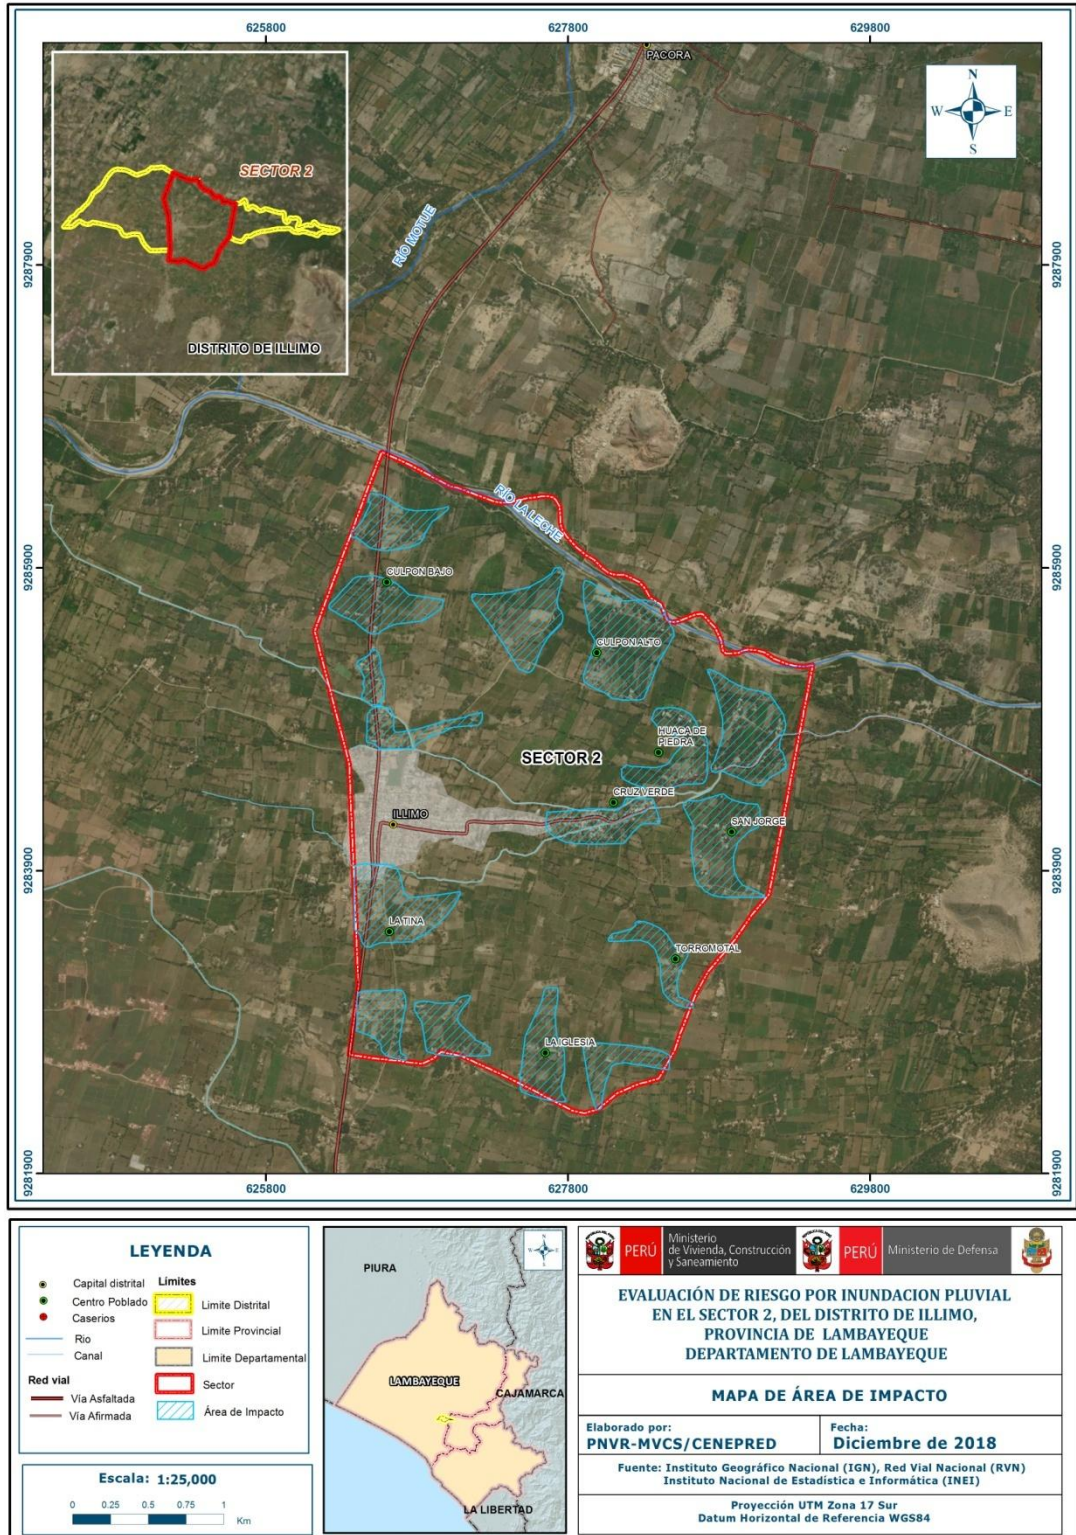 625800
627800
629800
PACORA
N
W
E
S
SECTOR 2
RÍO MOTUE
9287900
9287900
DISTRITO DE ILLIMO
RÍO LA LECHE
9285900
9285900
CULPON BAJO
CULPON ALTO
HUACA DE
PIEDRA
SECTOR 2
CRUZ VERDE
ILLIMO
SAN JORGE
9283900
9283900
LA TINA
TORROMOTAL
LA IGLESIA
9281900
9281900
625800
627800
629800
LEYENDA
Capital distrital
Centro Poblado
Caserios
Rio
Canal
Red vial
Vía Asfaltada
Vía Afirmada
Limites
Limite Distrital
Limite Provincial
Limite Departamental
Sector
Área de Impacto
Escala: 1:25,000
0 0.25 0.5 0.75 1
Km
PIURA
N
W
E
S
LAMBAYEQUE
CAJAMARCA
LA LIBERTAD
PERÚ
Ministerio
de Vivienda, Construcción
y Saneamiento
PERÚ
Ministerio de Defensa
EVALUACIÓN DE RIESGO POR INUNDACION PLUVIAL
EN EL SECTOR 2, DEL DISTRITO DE ILLIMO,
PROVINCIA DE LAMBAYEQUE
DEPARTAMENTO DE LAMBAYEQUE
MAPA DE ÁREA DE IMPACTO
Elaborado por:
PNVR-MVCS/CENEPRED
Fecha:
Diciembre de 2018
Fuente: Instituto Geográfico Nacional (IGN), Red Vial Nacional (RVN)
Instituto Nacional de Estadística e Informática (INEI)
Proyección UTM Zona 17 Sur
Datum Horizontal de Referencia WGS84